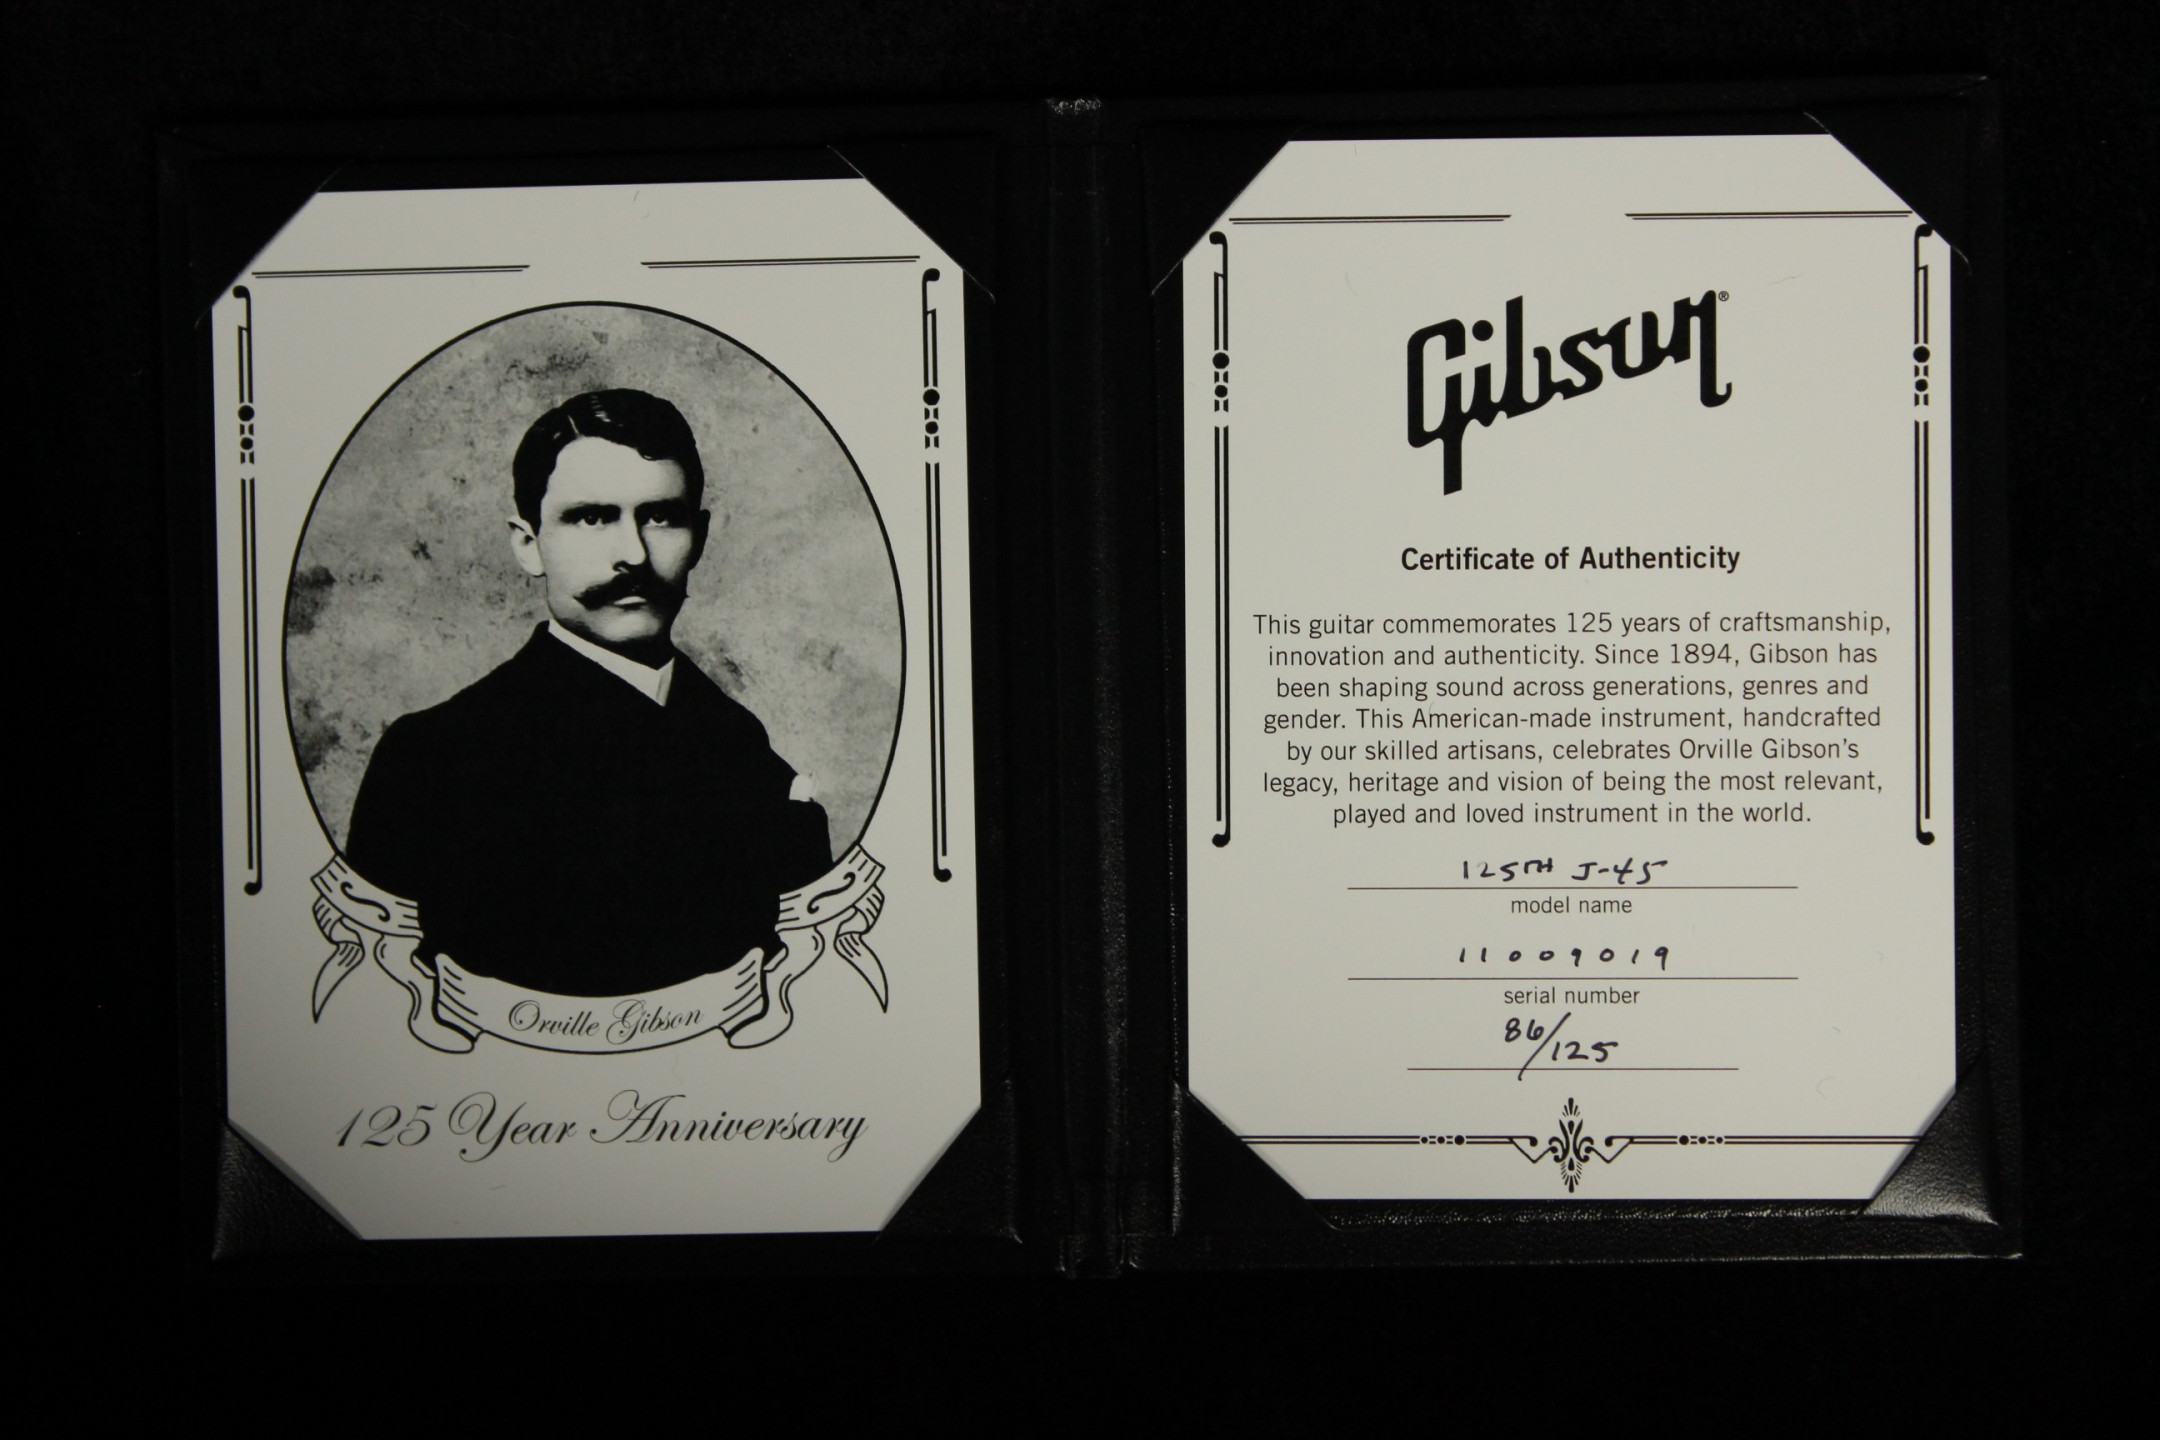 Orville Gibson
125 Year Anniversary
Gibson®
Certificate of Authenticity
This guitar commemorates 125 years of craftsmanship,
innovation and authenticity. Since 1894, Gibson has
been shaping sound across generations, genres and
gender. This American-made instrument, handcrafted
by our skilled artisans, celebrates Orville Gibson's
legacy, heritage and vision of being the most relevant,
played and loved instrument in the world.
125TH J-45
model name
11009019
serial number
86/125